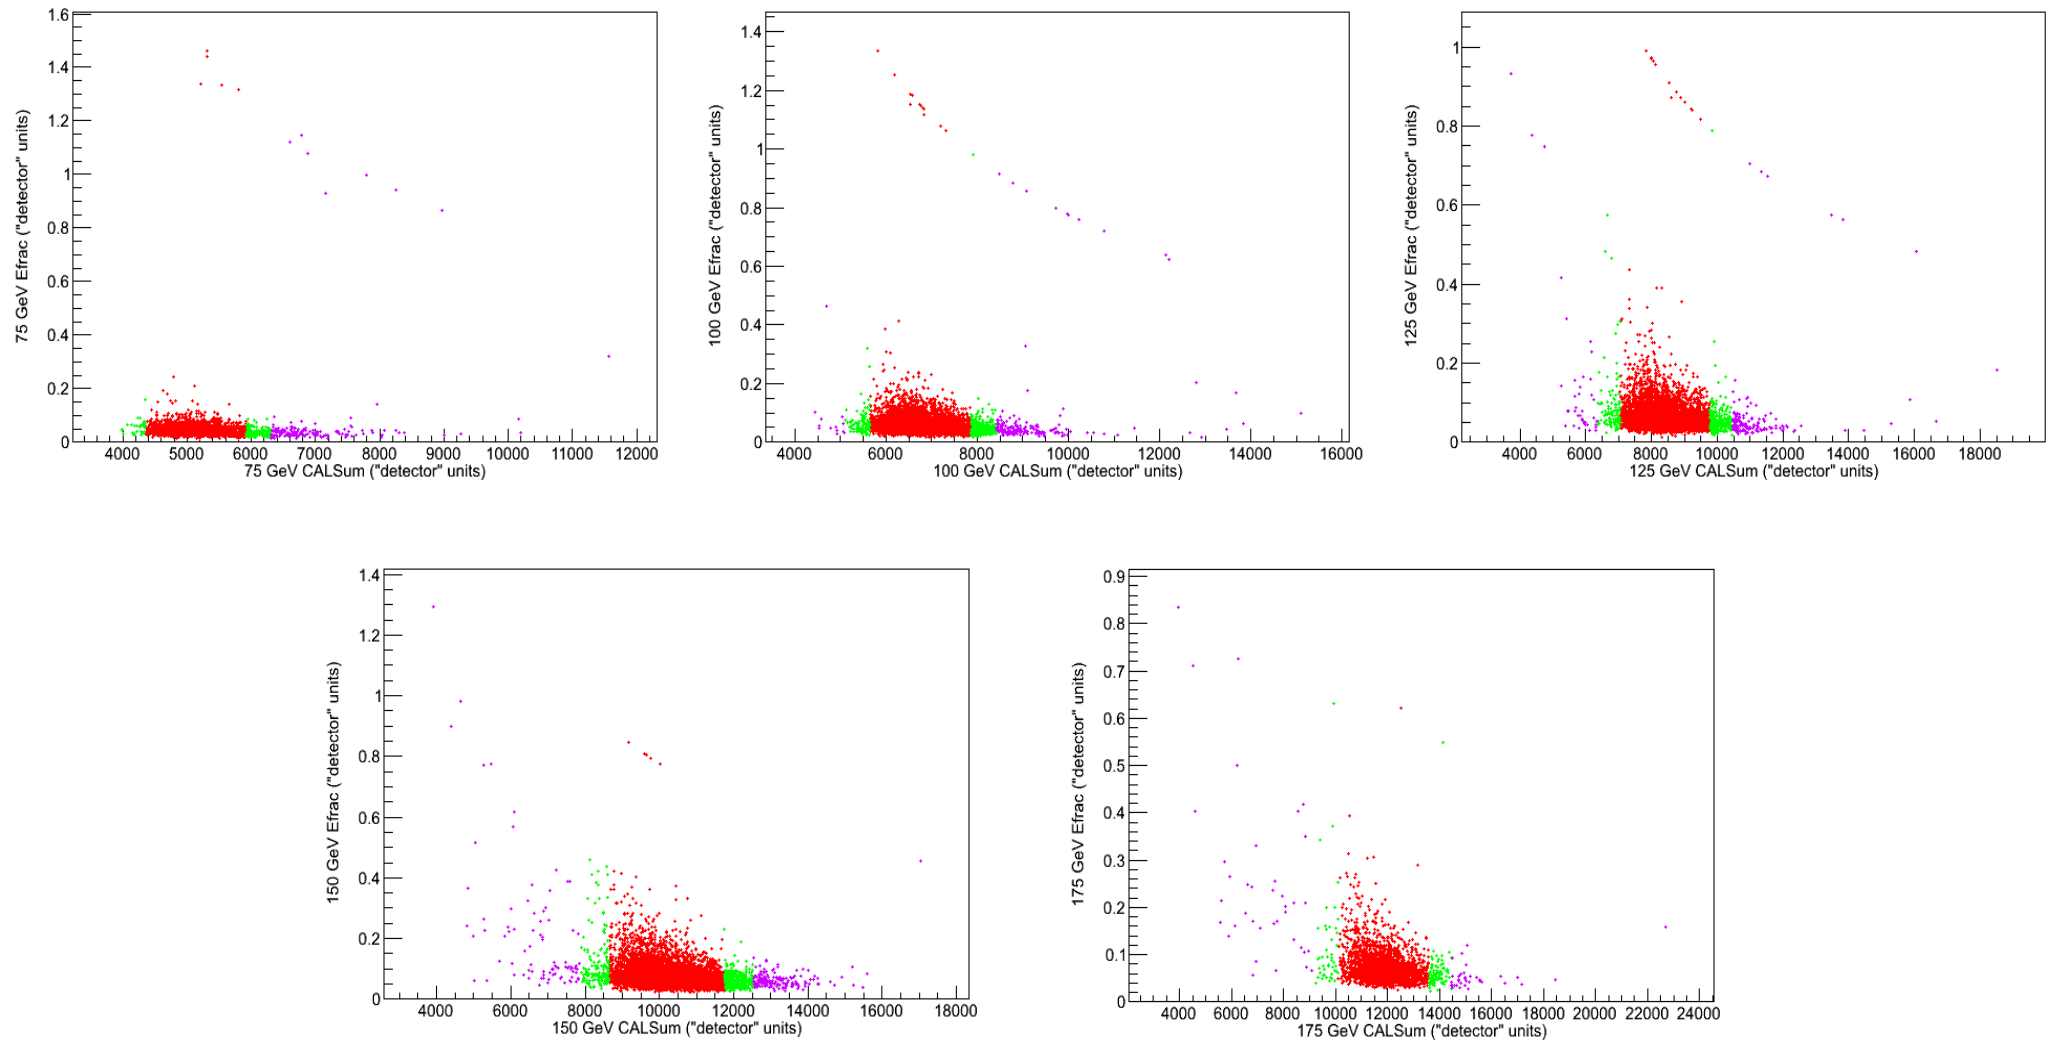 1.6
1.4
1.2
1
0.8
0.6
0.4
0.2
0
75 GeV Efrac ("detector" units)
4000 5000 6000 7000 8000 9000 10000 11000 12000
75 GeV CALSum ("detector" units)
1.4
1.2
1
0.8
0.6
0.4
0.2
0
100 GeV Efrac ("detector" units)
4000 6000 8000 10000 12000 14000 16000
100 GeV CALSum ("detector" units)
1
0.8
0.6
0.4
0.2
0
125 GeV Efrac ("detector" units)
4000 6000 8000 10000 12000 14000 16000 18000
125 GeV CALSum ("detector" units)
1.4
1.2
1
0.8
0.6
0.4
0.2
0
150 GeV Efrac ("detector" units)
4000 6000 8000 10000 12000 14000 16000 18000
150 GeV CALSum ("detector" units)
0.9
0.8
0.7
0.6
0.5
0.4
0.3
0.2
0.1
0
175 GeV Efrac ("detector" units)
4000 6000 8000 10000 12000 14000 16000 18000 20000 22000 24000
175 GeV CALSum ("detector" units)